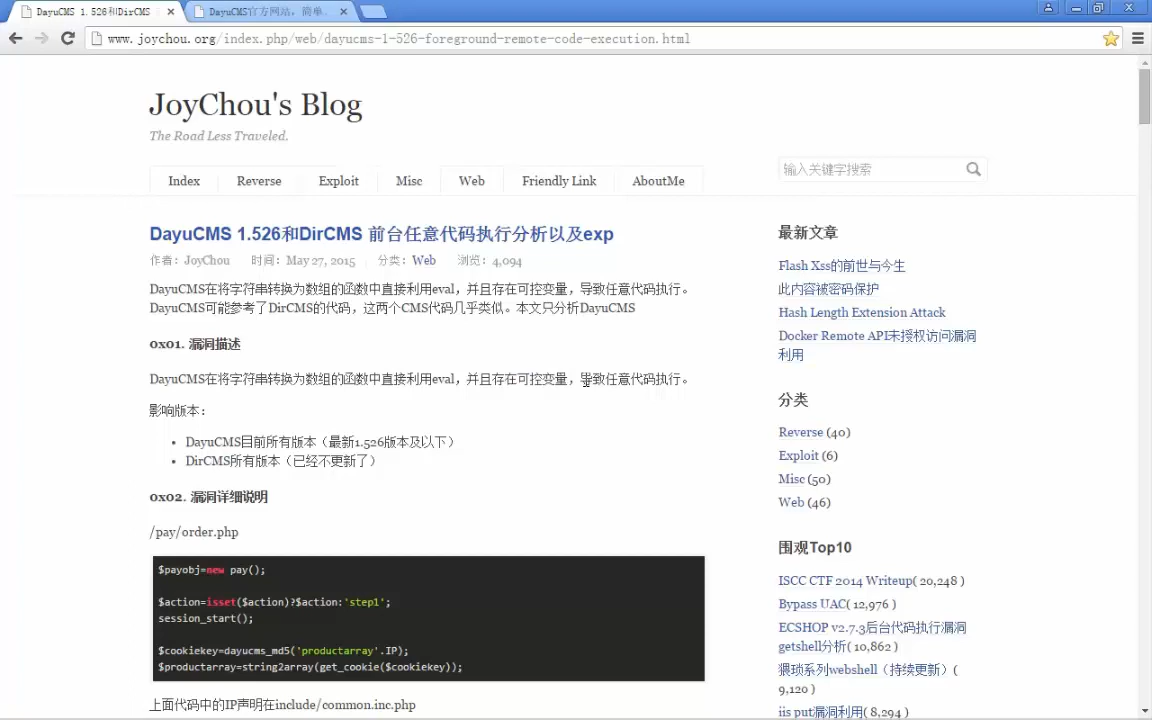 DayuCMS 1.526和DirCMS
DayuCMS官方网站，简单.
www.joychou.org/index.php/web/dayucms-1-526-foreground-remote-code-execution.html
JoyChou's Blog
The Road Less Traveled.
Index Reverse Exploit Misc Web Friendly Link AboutMe
输入关键字搜索
DayuCMS 1.526和DirCMS 前台任意代码执行分析以及exp
作者：JoyChou 时间：May 27, 2015 分类：Web 浏览：4,094
DayuCMS在将字符串转换为数组的函数中直接利用eval，并且存在可控变量，导致任意代码执行。
DayuCMS可能参考了DirCMS的代码，这两个CMS代码几乎类似。本文只分析DayuCMS
0x01. 漏洞描述
DayuCMS在将字符串转换为数组的函数中直接利用eval，并且存在可控变量，导致任意代码执行。
影响版本：
DayuCMS目前所有版本（最新1.526版本及以下）
DirCMS所有版本（已经不更新了）
0x02. 漏洞详细说明
/pay/order.php
$payobj=new pay();
$action=isset($action)?$action:'step1';
session_start();
$cookiekey=dayucms_md5('productarray'.IP);
$productarray=string2array(get_cookie($cookiekey));
上面代码中的IP声明在include/common.inc.php
最新文章
Flash Xss的前世与今生
此内容被密码保护
Hash Length Extension Attack
Docker Remote API未授权访问漏洞
利用
分类
Reverse (40)
Exploit (6)
Misc (50)
Web (46)
围观Top10
ISCC CTF 2014 Writeup( 20,248 )
Bypass UAC( 12,976 )
ECSHOP v2.7.3后台代码执行漏洞
getshell分析( 10,862 )
猥琐系列webshell（持续更新）(
9,120 )
iis put漏洞利用( 8,294 )